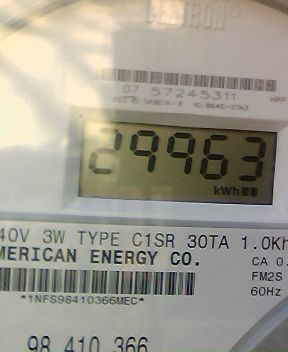 07 57245311
29963
kWh
40V 3W TYPE C1SR 30TA 1.0Kh
MERICAN ENERGY CO.
CA 0.
FM2S
*1NFS98410366MEC*
60Hz
98 410 366